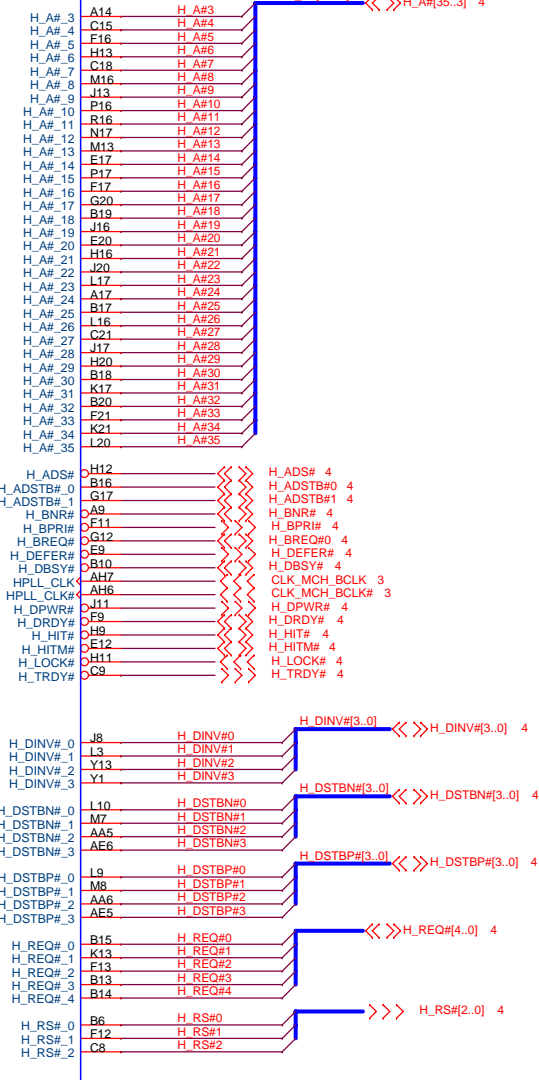 H_A#[35..3] 4
H_A#_3 A14 H_A#3
H_A#_4 C15 H_A#4
H_A#_5 F16 H_A#5
H_A#_6 H13 H_A#6
H_A#_7 C18 H_A#7
H_A#_8 M16 H_A#8
H_A#_9 J13 H_A#9
H_A#_10 P16 H_A#10
H_A#_11 R16 H_A#11
H_A#_12 N17 H_A#12
H_A#_13 M13 H_A#13
H_A#_14 E17 H_A#14
H_A#_15 P17 H_A#15
H_A#_16 F17 H_A#16
H_A#_17 G20 H_A#17
H_A#_18 B19 H_A#18
H_A#_19 J16 H_A#19
H_A#_20 E20 H_A#20
H_A#_21 H16 H_A#21
H_A#_22 J20 H_A#22
H_A#_23 L17 H_A#23
H_A#_24 A17 H_A#24
H_A#_25 B17 H_A#25
H_A#_26 L16 H_A#26
H_A#_27 C21 H_A#27
H_A#_28 J17 H_A#28
H_A#_29 H20 H_A#29
H_A#_30 B18 H_A#30
H_A#_31 K17 H_A#31
H_A#_32 B20 H_A#32
H_A#_33 F21 H_A#33
H_A#_34 K21 H_A#34
H_A#_35 L20 H_A#35
H_ADS# H12 H_ADS# 4
H_ADSTB#_0 B16 H_ADSTB#0 4
H_ADSTB#_1 G17 H_ADSTB#1 4
H_BNR# A9 H_BNR# 4
H_BPRI# F11 H_BPRI# 4
H_BREQ# G12 H_BREQ#0 4
H_DEFER# E9 H_DEFER# 4
H_DBSY# B10 H_DBSY# 4
HPLL_CLK AH7 CLK_MCH_BCLK 3
HPLL_CLK# AH6 CLK_MCH_BCLK# 3
H_DPWR# J11 H_DPWR# 4
H_DRDY# F9 H_DRDY# 4
H_HIT# H9 H_HIT# 4
H_HITM# E12 H_HITM# 4
H_LOCK# H11 H_LOCK# 4
H_TRDY# C9 H_TRDY# 4
H_DINV#[3..0] H_DINV#[3..0] 4
H_DINV#_0 J8 H_DINV#0
H_DINV#_1 L3 H_DINV#1
H_DINV#_2 Y13 H_DINV#2
H_DINV#_3 Y1 H_DINV#3
H_DSTBN#[3..0] H_DSTBN#[3..0] 4
H_DSTBN#_0 L10 H_DSTBN#0
H_DSTBN#_1 M7 H_DSTBN#1
H_DSTBN#_2 AA5 H_DSTBN#2
H_DSTBN#_3 AE6 H_DSTBN#3
H_DSTBP#[3..0] H_DSTBP#[3..0] 4
H_DSTBP#_0 L9 H_DSTBP#0
H_DSTBP#_1 M8 H_DSTBP#1
H_DSTBP#_2 AA6 H_DSTBP#2
H_DSTBP#_3 AE5 H_DSTBP#3
H_REQ#[4..0] 4
H_REQ#_0 B15 H_REQ#0
H_REQ#_1 K13 H_REQ#1
H_REQ#_2 F13 H_REQ#2
H_REQ#_3 B13 H_REQ#3
H_REQ#_4 B14 H_REQ#4
H_RS#[2..0] 4
H_RS#_0 B6 H_RS#0
H_RS#_1 F12 H_RS#1
H_RS#_2 C8 H_RS#2